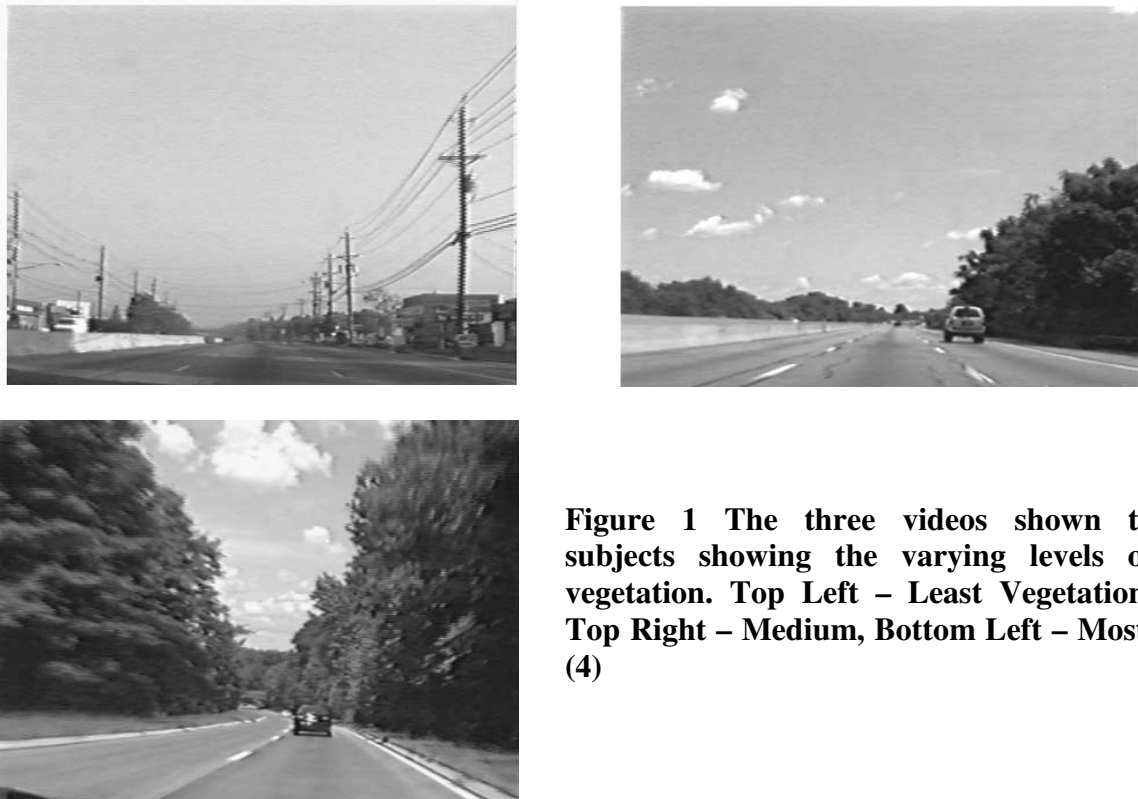 Figure 1 The three videos shown t
subjects showing the varying levels o
vegetation. Top Left – Least Vegetation
Top Right – Medium, Bottom Left – Most
(4)